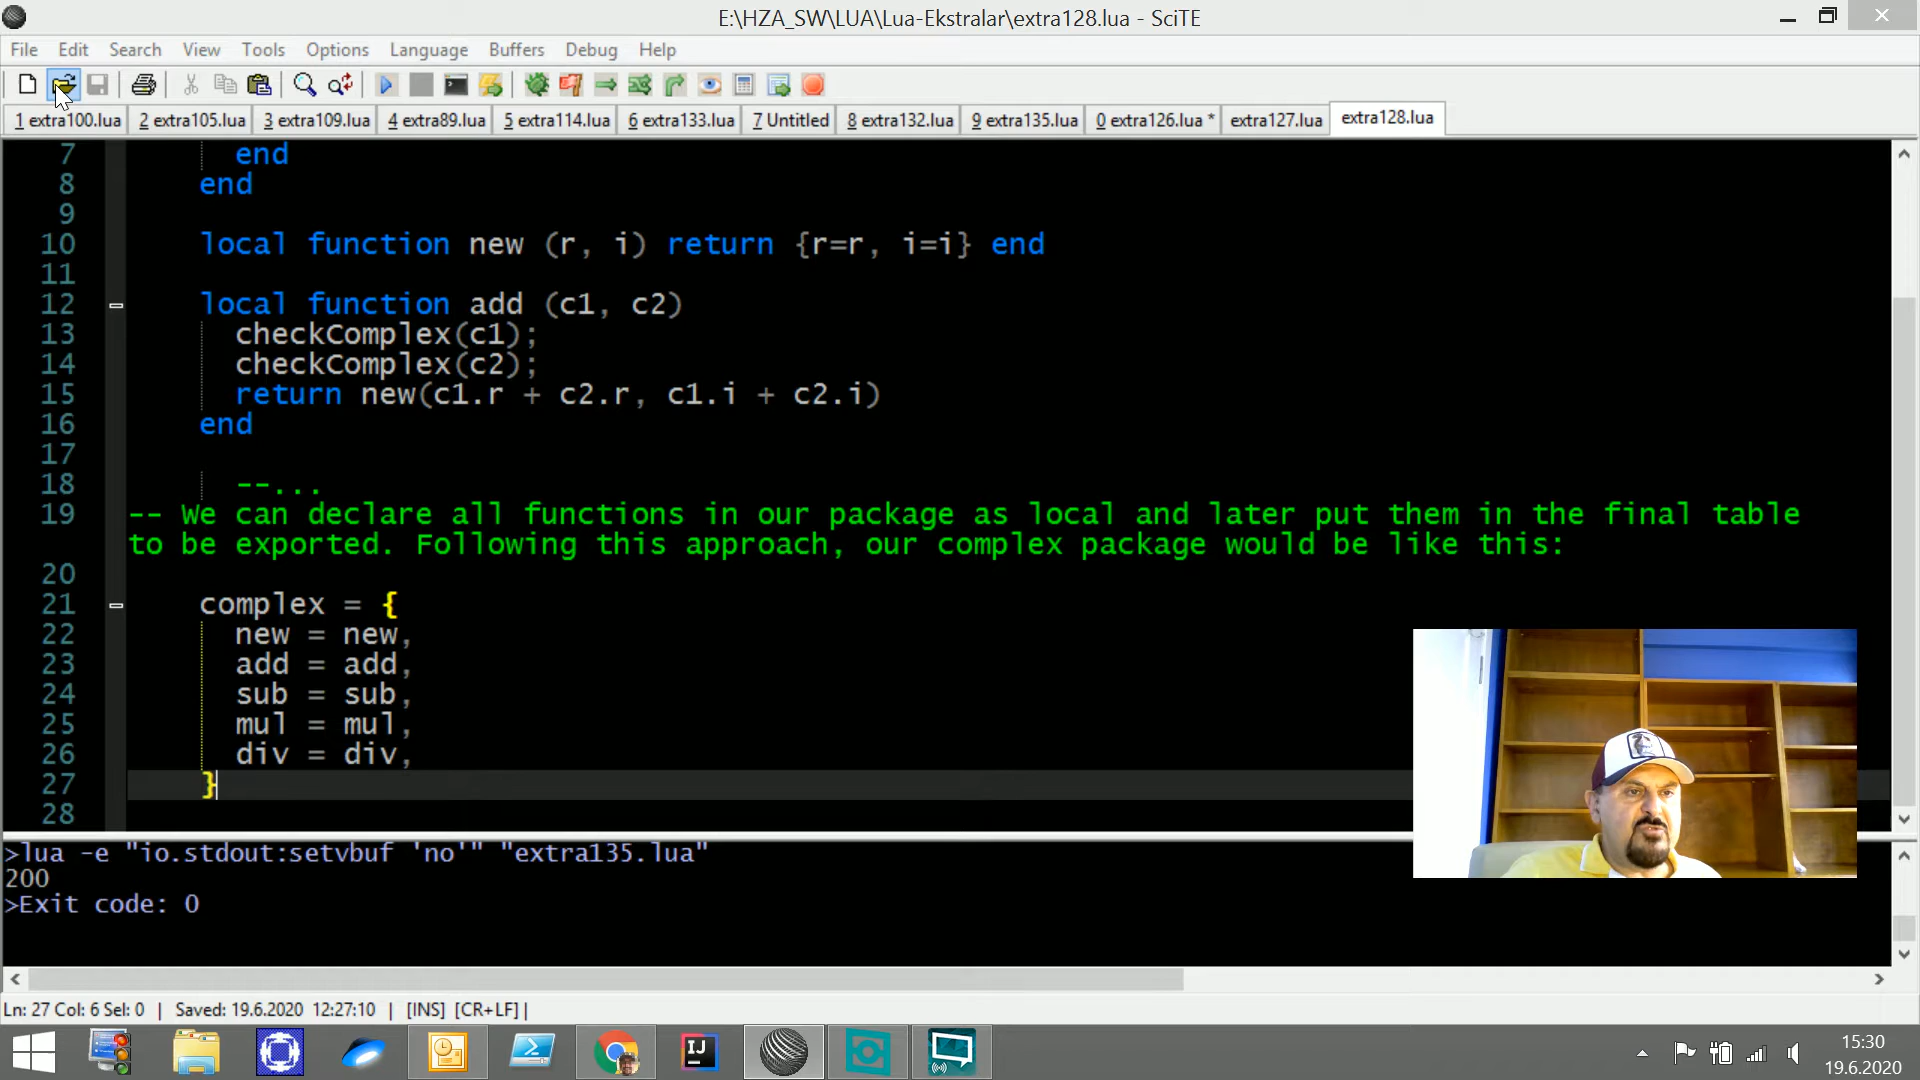 E:\HZA_SW\LUA\Lua-Ekstralar\extra128.lua - SciTE
File Edit Search View Tools Options Language Buffers Debug Help
1 extra100.lua 2 extra105.lua 3 extra109.lua 4 extra89.lua 5 extra114.lua 6 extra133.lua 7 Untitled 8 extra132.lua 9 extra135.lua 0 extra126.lua * extra127.lua extra128.lua
7 end
8 end
9
10 local function new (r, i) return {r=r, i=i} end
11
12 local function add (c1, c2)
13 checkComplex(c1);
14 checkComplex(c2);
15 return new(c1.r + c2.r, c1.i + c2.i)
16 end
17
18 --...
19 -- We can declare all functions in our package as local and later put them in the final table
to be exported. Following this approach, our complex package would be like this:
20
21 complex = {
22 new = new,
23 add = add,
24 sub = sub,
25 mul = mul,
26 div = div,
27 }
28
>lua -e "io.stdout:setvbuf 'no'" "extra135.lua"
200
>Exit code: 0
Ln: 27 Col: 6 Sel: 0 | Saved: 19.6.2020 12:27:10 | [INS] [CR+LF] |
IJ
15:30
19.6.2020